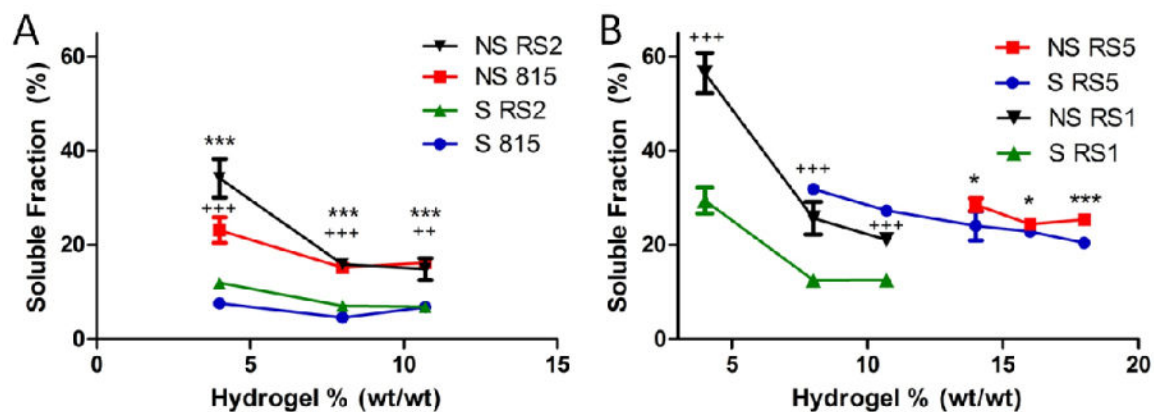 A
Soluble Fraction (%)
60
40
20
0
0
5
10
15
Hydrogel % (wt/wt)
NS RS2
NS 815
S RS2
S 815
***
+++
***
+++
***
++
B
Soluble Fraction (%)
60
40
20
0
5
10
15
20
Hydrogel % (wt/wt)
NS RS5
S RS5
NS RS1
S RS1
+++
+++
+++
*
*
***